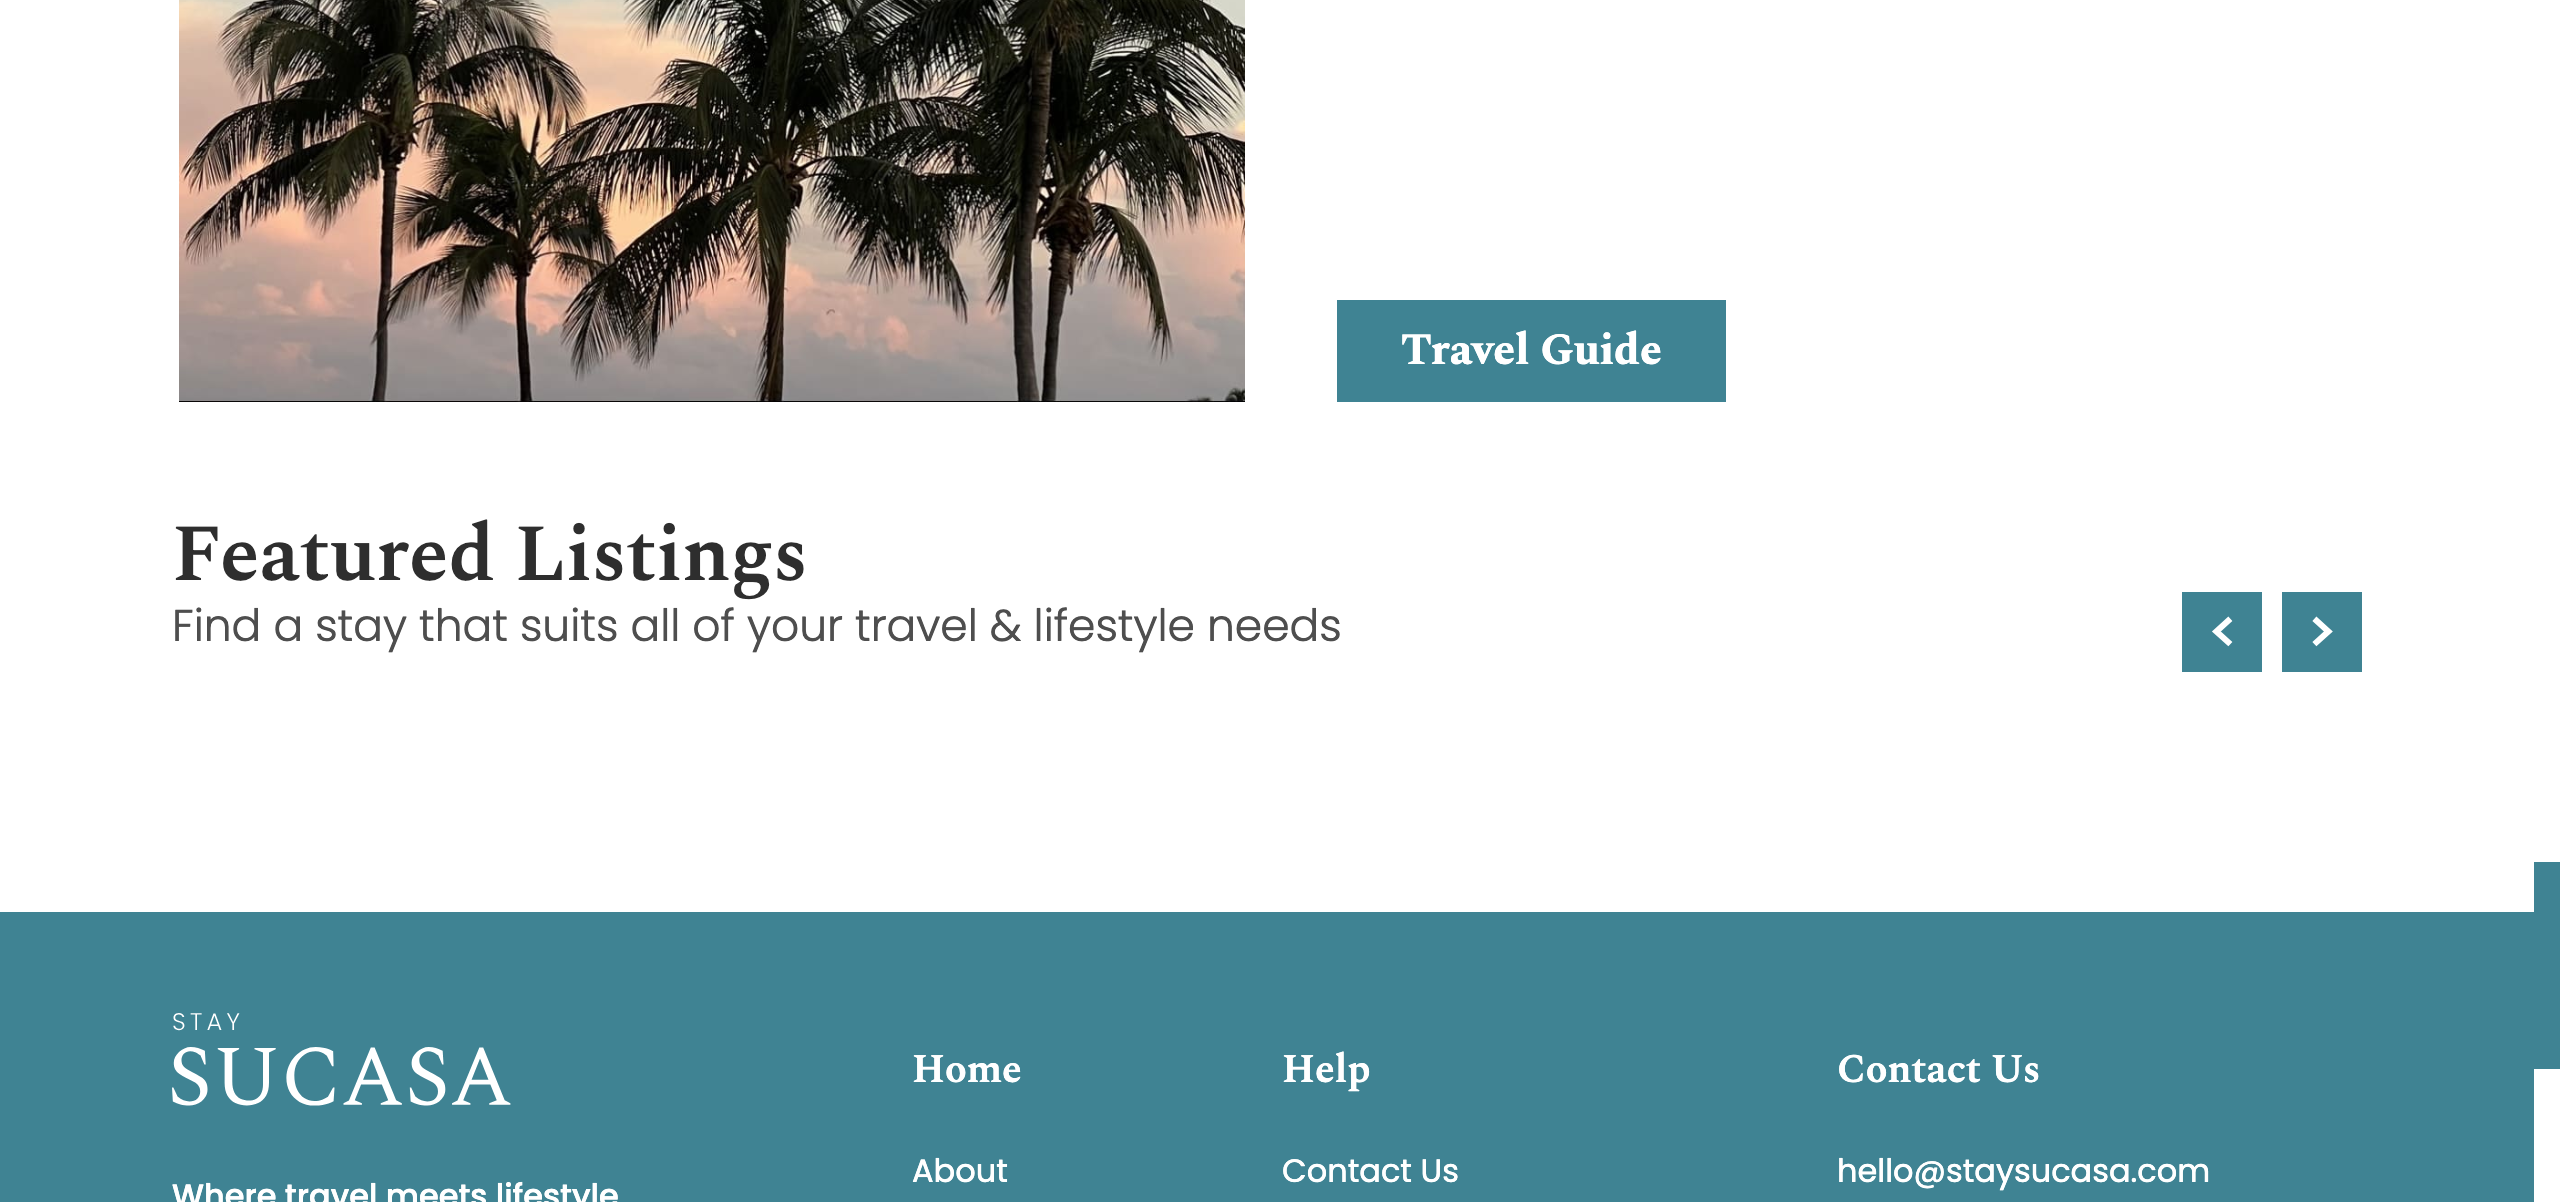 Travel Guide
Featured Listings
Find a stay that suits all of your travel & lifestyle needs
STAY
SUCASA
Where travel meets lifestyle
Home
About
Help
Contact Us
Contact Us
hello@staysucasa.com